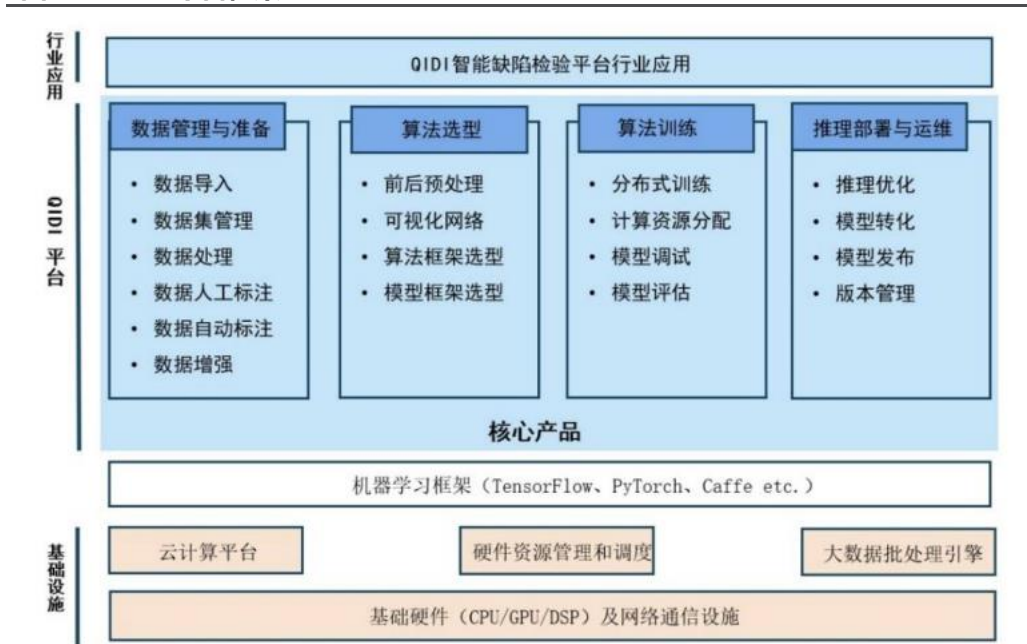 行业应用
QIDI智能缺陷检验平台行业应用
QIDI 平台
数据管理与准备
• 数据导入
• 数据集管理
• 数据处理
• 数据人工标注
• 数据自动标注
• 数据增强
算法选型
• 前后预处理
• 可视化网络
• 算法框架选型
• 模型框架选型
算法训练
• 分布式训练
• 计算资源分配
• 模型调试
• 模型评估
推理部署与运维
• 推理优化
• 模型转化
• 模型发布
• 版本管理
核心产品
机器学习框架（TensorFlow、PyTorch、Caffe etc.）
基础设施
云计算平台
硬件资源管理和调度
大数据批处理引擎
基础硬件（CPU/GPU/DSP）及网络通信设施